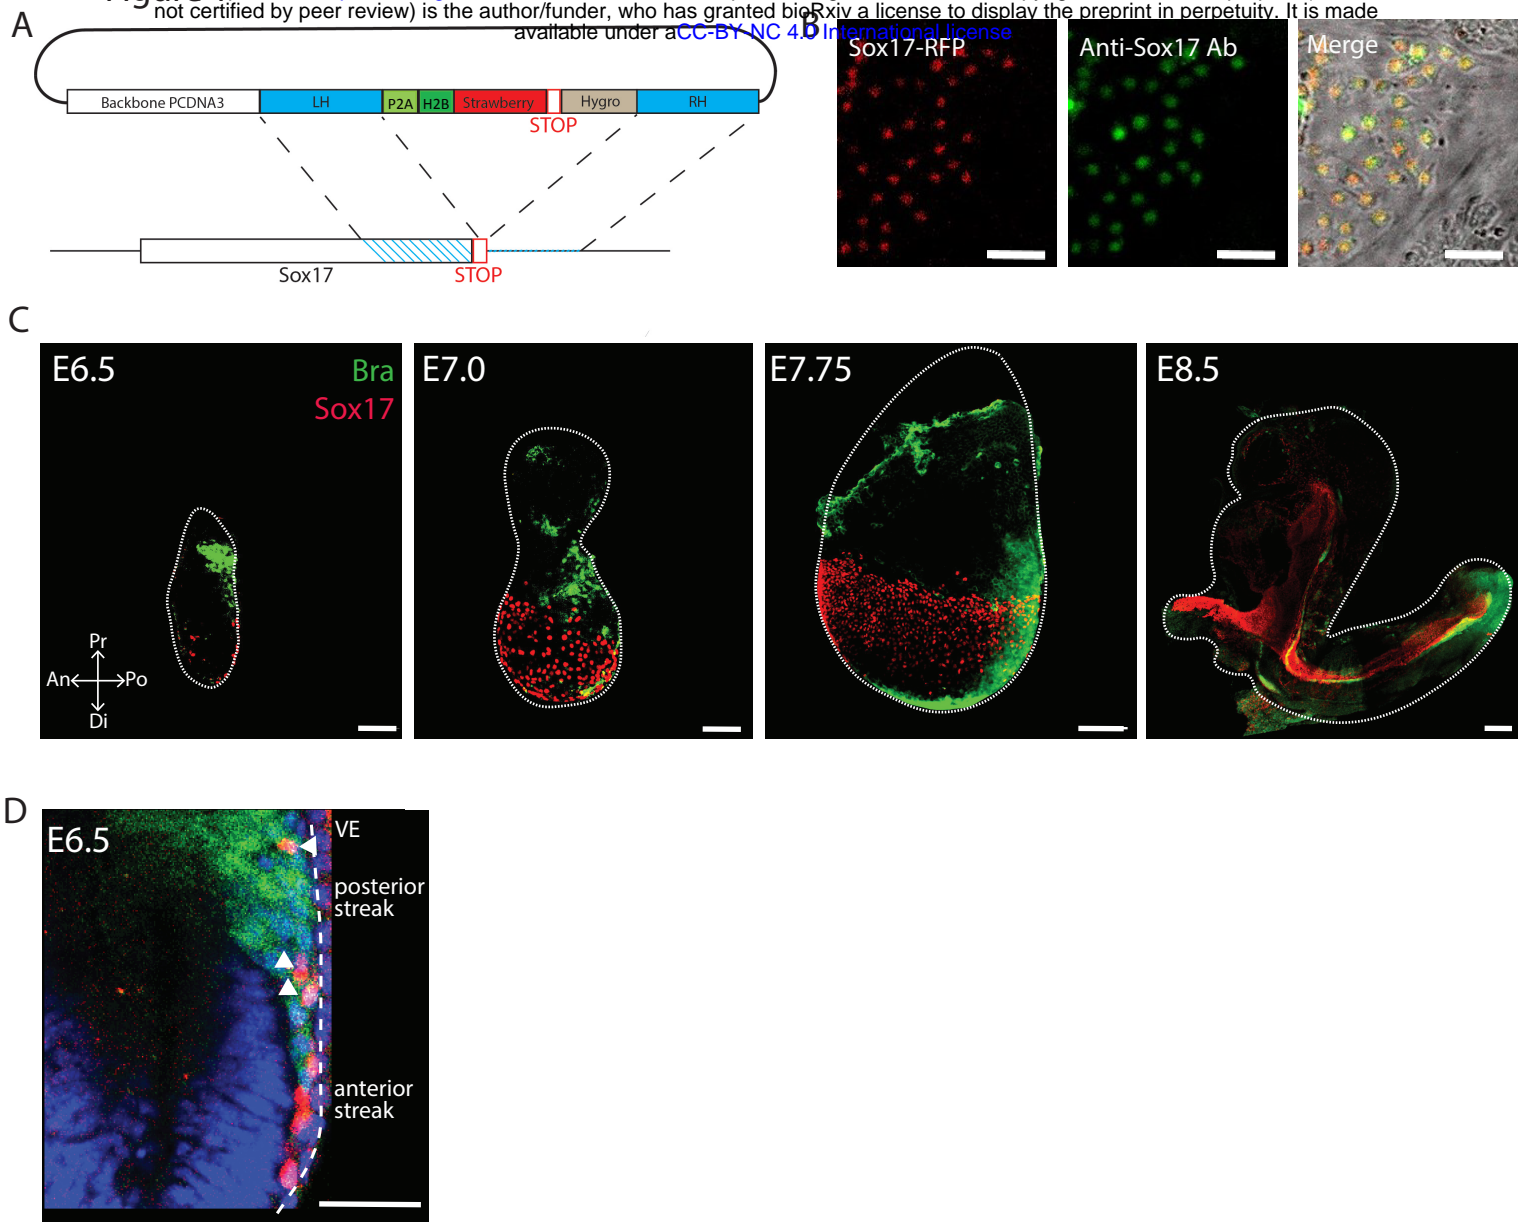 not certified by peer review) is the author/funder, who has granted bioRxiv a license to display the preprint in perpetuity. It is made
available under aCC-BY-NC 4.0 International license
A
Backbone PCDNA3
LH
P2A
H2B
Strawberry
Hygro
RH
STOP
Sox17
STOP
B
Sox17-RFP
Anti-Sox17 Ab
Merge
C
E6.5
Bra
Sox17
Pr
An
Po
Di
E7.0
E7.75
E8.5
D
E6.5
VE
posterior
streak
anterior
streak